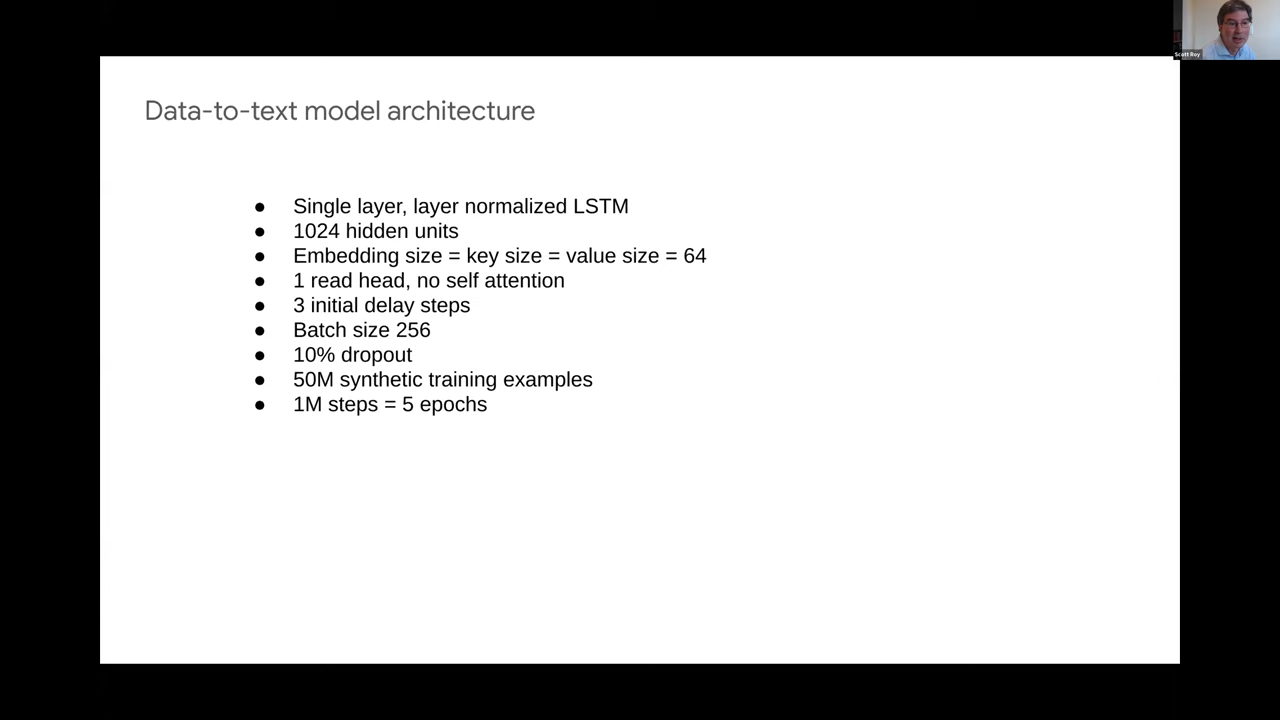 Scott Roy
Data-to-text model architecture
● Single layer, layer normalized LSTM
● 1024 hidden units
● Embedding size = key size = value size = 64
● 1 read head, no self attention
● 3 initial delay steps
● Batch size 256
● 10% dropout
● 50M synthetic training examples
● 1M steps = 5 epochs